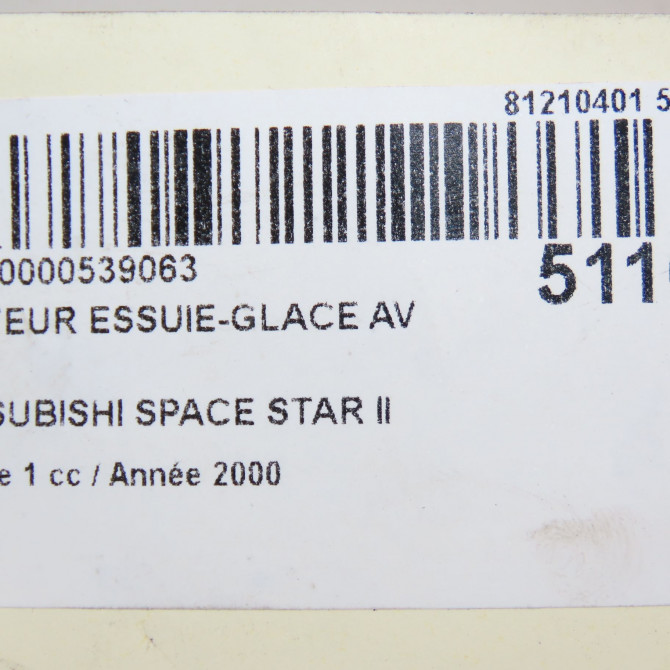 81210401 5
0000539063
511
TEUR ESSUIE-GLACE AV
SUBISHI SPACE STAR II
e 1 cc / Année 2000